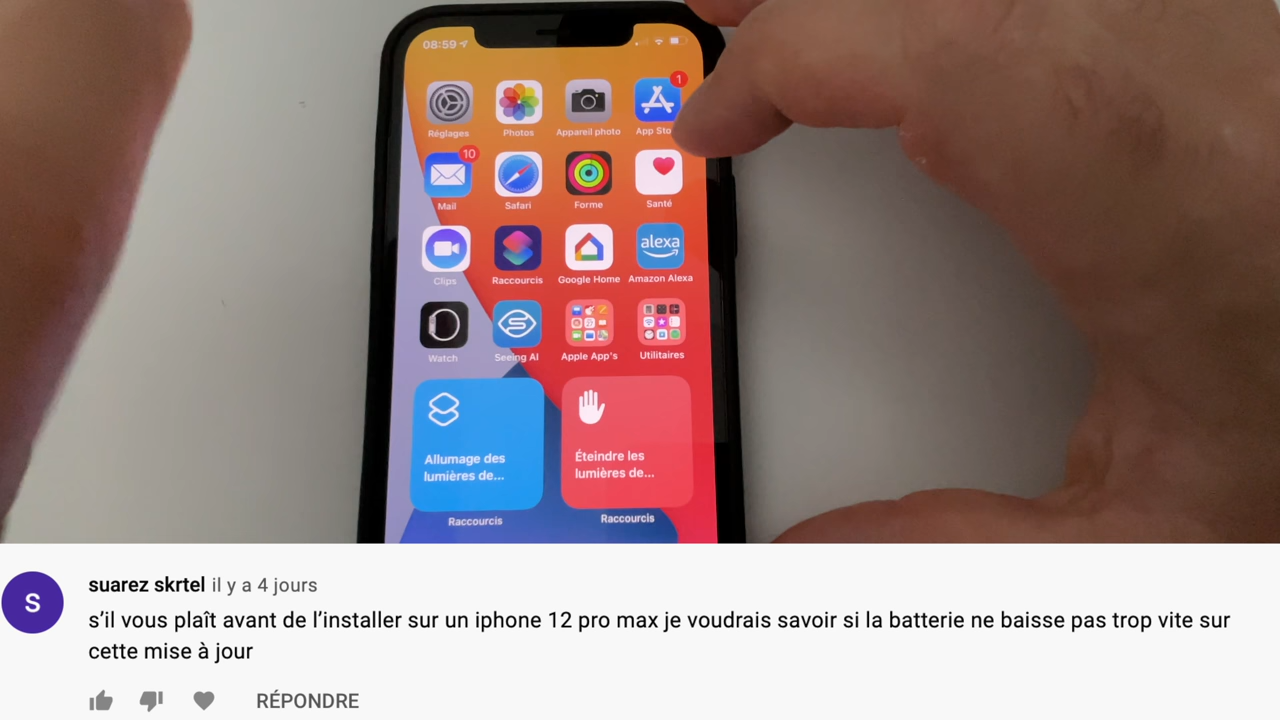 08:59
1
Réglages Photos Appareil photo App Sto
10
Mail Safari Forme Santé
alexa
Clips Raccourcis Google Home Amazon Alexa
Watch Seeing AI Apple App's Utilitaires
Allumage des
lumières de...
Éteindre les
lumières de...
Raccourcis Raccourcis
S
suarez skrtel il y a 4 jours
s'il vous plaît avant de l'installer sur un iphone 12 pro max je voudrais savoir si la batterie ne baisse pas trop vite sur
cette mise à jour
RÉPONDRE